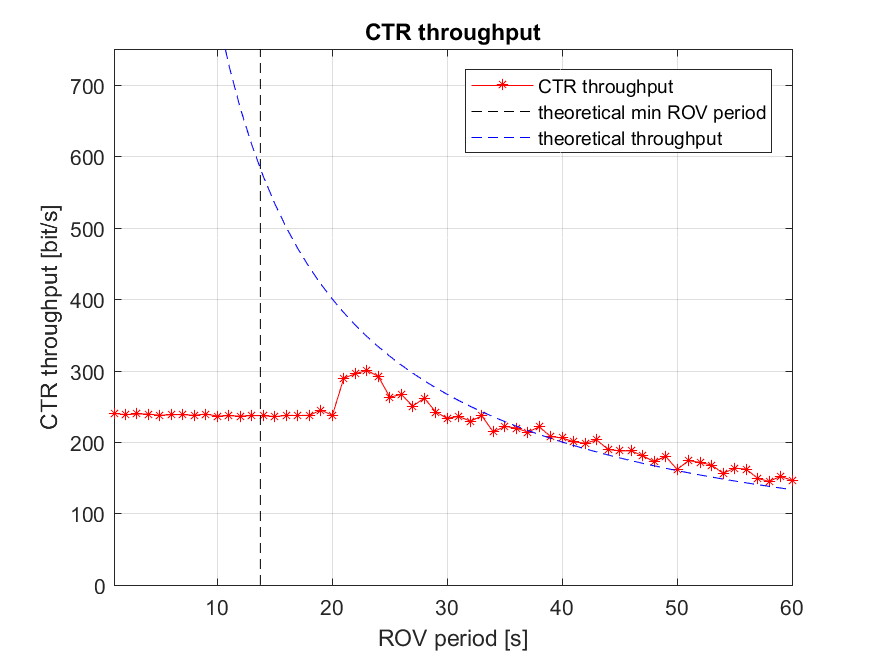 CTR throughput
700
600
500
400
300
200
100
0
CTR throughput [bit/s]
CTR throughput
theoretical min ROV period
theoretical throughput
10 20 30 40 50 60
ROV period [s]